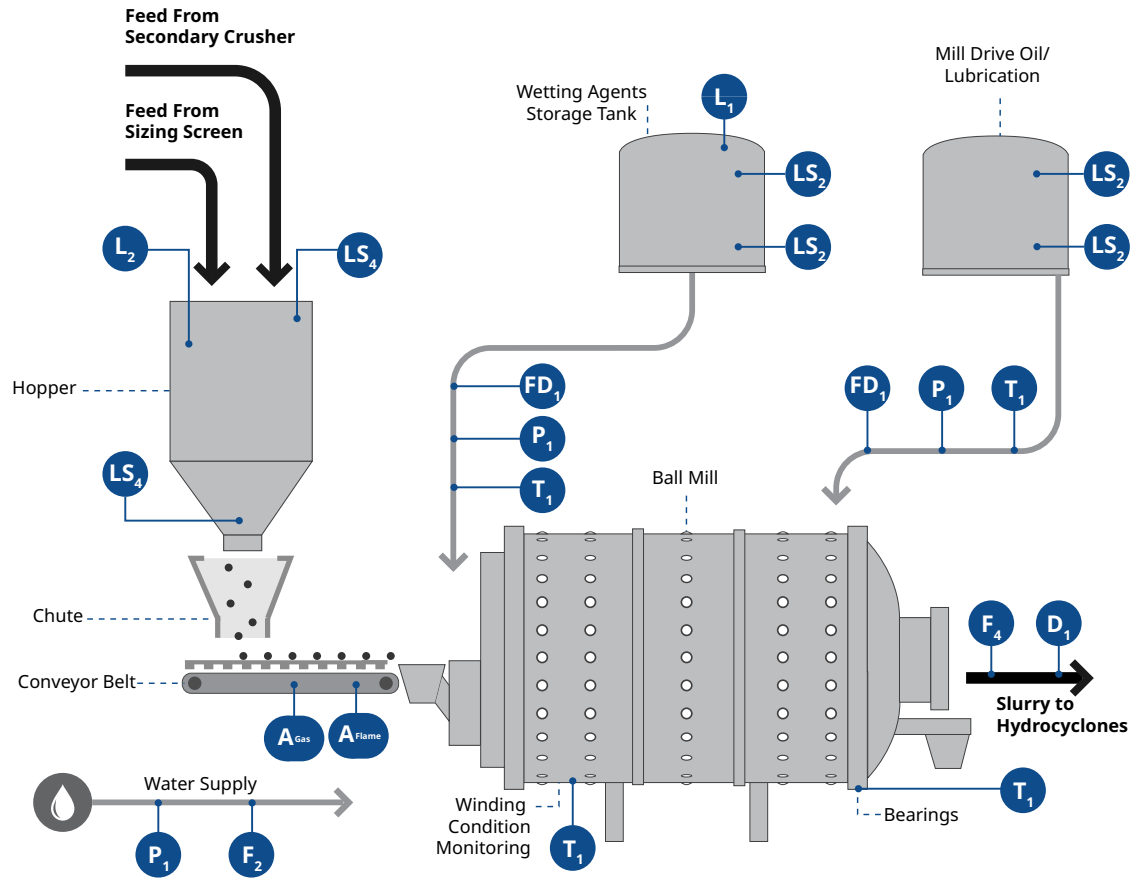 Feed From
Secondary Crusher
Feed From
Sizing Screen
Wetting Agents
Storage Tank
Mill Drive Oil/
Lubrication
L1
LS2
LS2
LS2
LS2
L2
LS4
Hopper
LS4
FD1
P1
T1
FD1
P1
T1
Ball Mill
Chute
Conveyor Belt
A Gas
A Flame
F4
D1
Slurry to
Hydrocyclones
Water Supply
P1
F2
Winding
Condition
Monitoring
T1
Bearings
T1